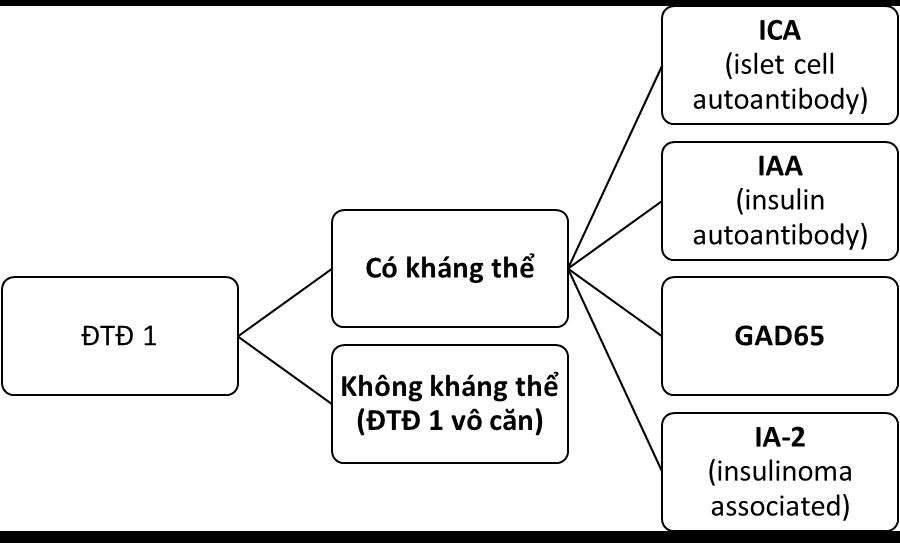 ĐTĐ 1
Có kháng thể
Không kháng thể
(ĐTĐ 1 vô căn)
ICA
(islet cell
autoantibody)
IAA
(insulin
autoantibody)
GAD65
IA-2
(insulinoma
associated)